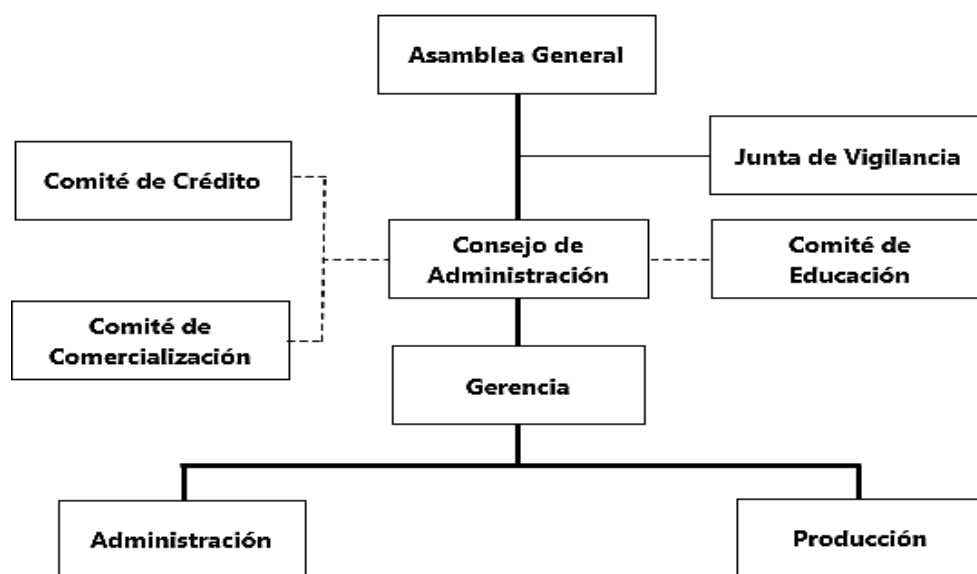 Asamblea General
Junta de Vigilancia
Comité de Crédito
Consejo de
Administración
Comité de
Educación
Comité de
Comercialización
Gerencia
Administración
Producción